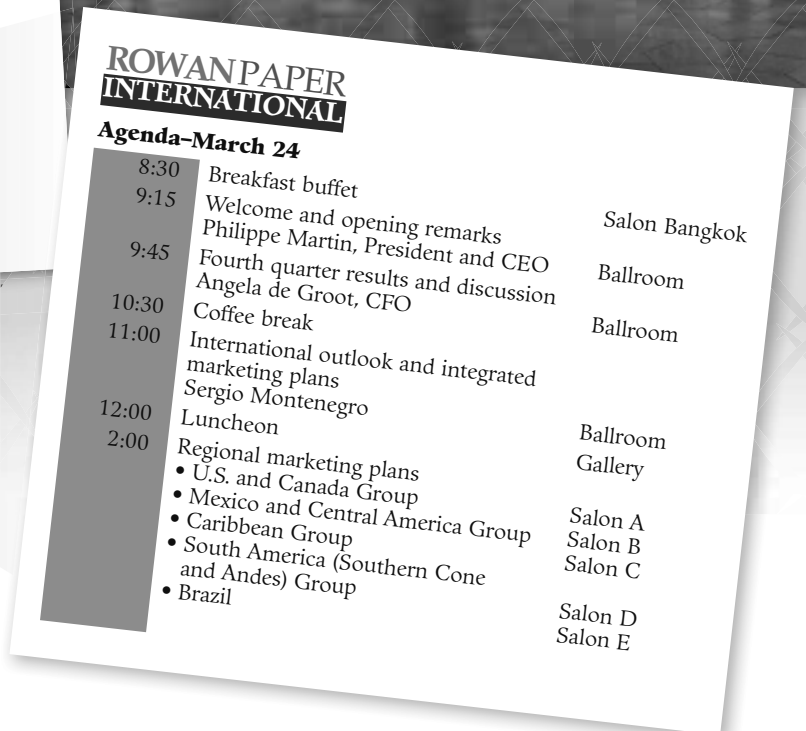 ROWANPAPER
INTERNATIONAL
Agenda–March 24
8:30 Breakfast buffet Salon Bangkok
9:15 Welcome and opening remarks
Philippe Martin, President and CEO Ballroom
9:45 Fourth quarter results and discussion
Angela de Groot, CFO Ballroom
10:30 Coffee break
11:00 International outlook and integrated
marketing plans
Sergio Montenegro Ballroom
12:00 Luncheon Gallery
2:00 Regional marketing plans
• U.S. and Canada Group Salon A
• Mexico and Central America Group Salon B
• Caribbean Group Salon C
• South America (Southern Cone
and Andes) Group Salon D
• Brazil Salon E